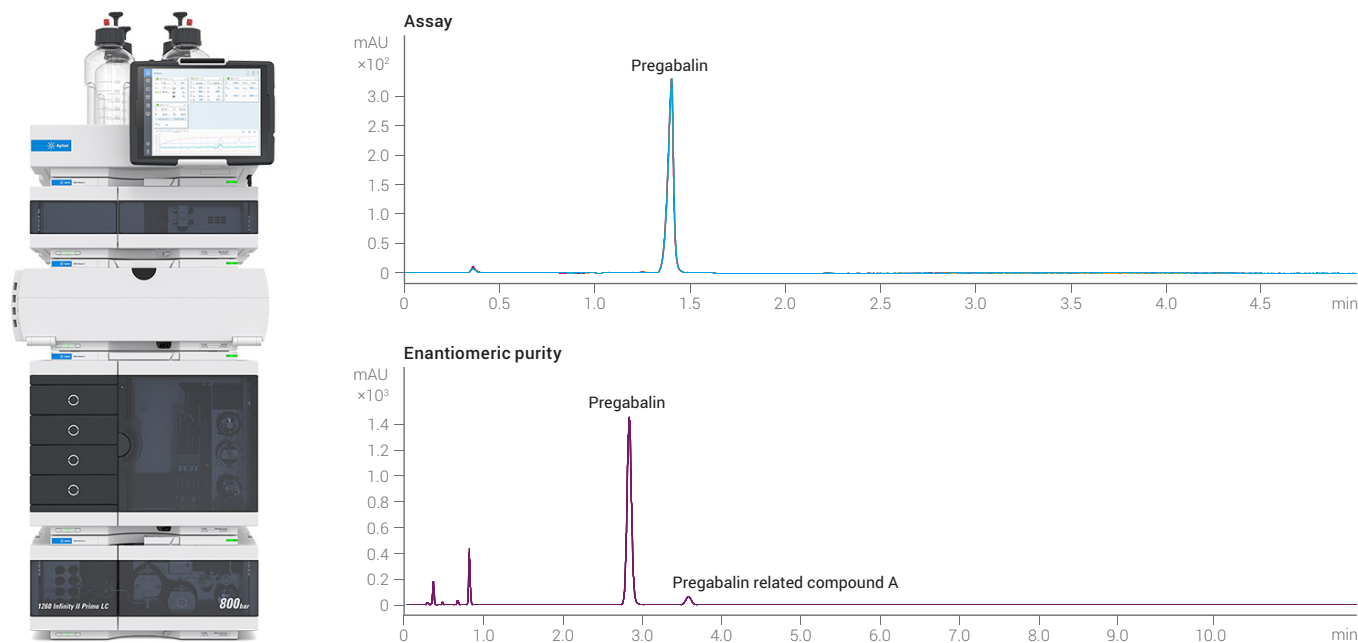 Agilent
1260 Infinity II Prime LC
800bar
Assay
mAU
×10²
Pregabalin
3.0
2.5
2.0
1.5
1.0
0.5
0
0 0.5 1.0 1.5 2.0 2.5 3.0 3.5 4.0 4.5 min
Enantiomeric purity
mAU
×10³
Pregabalin
1.4
1.2
1.0
0.8
0.6
0.4
0.2
0
Pregabalin related compound A
0 1.0 2.0 3.0 4.0 5.0 6.0 7.0 8.0 9.0 10.0 min